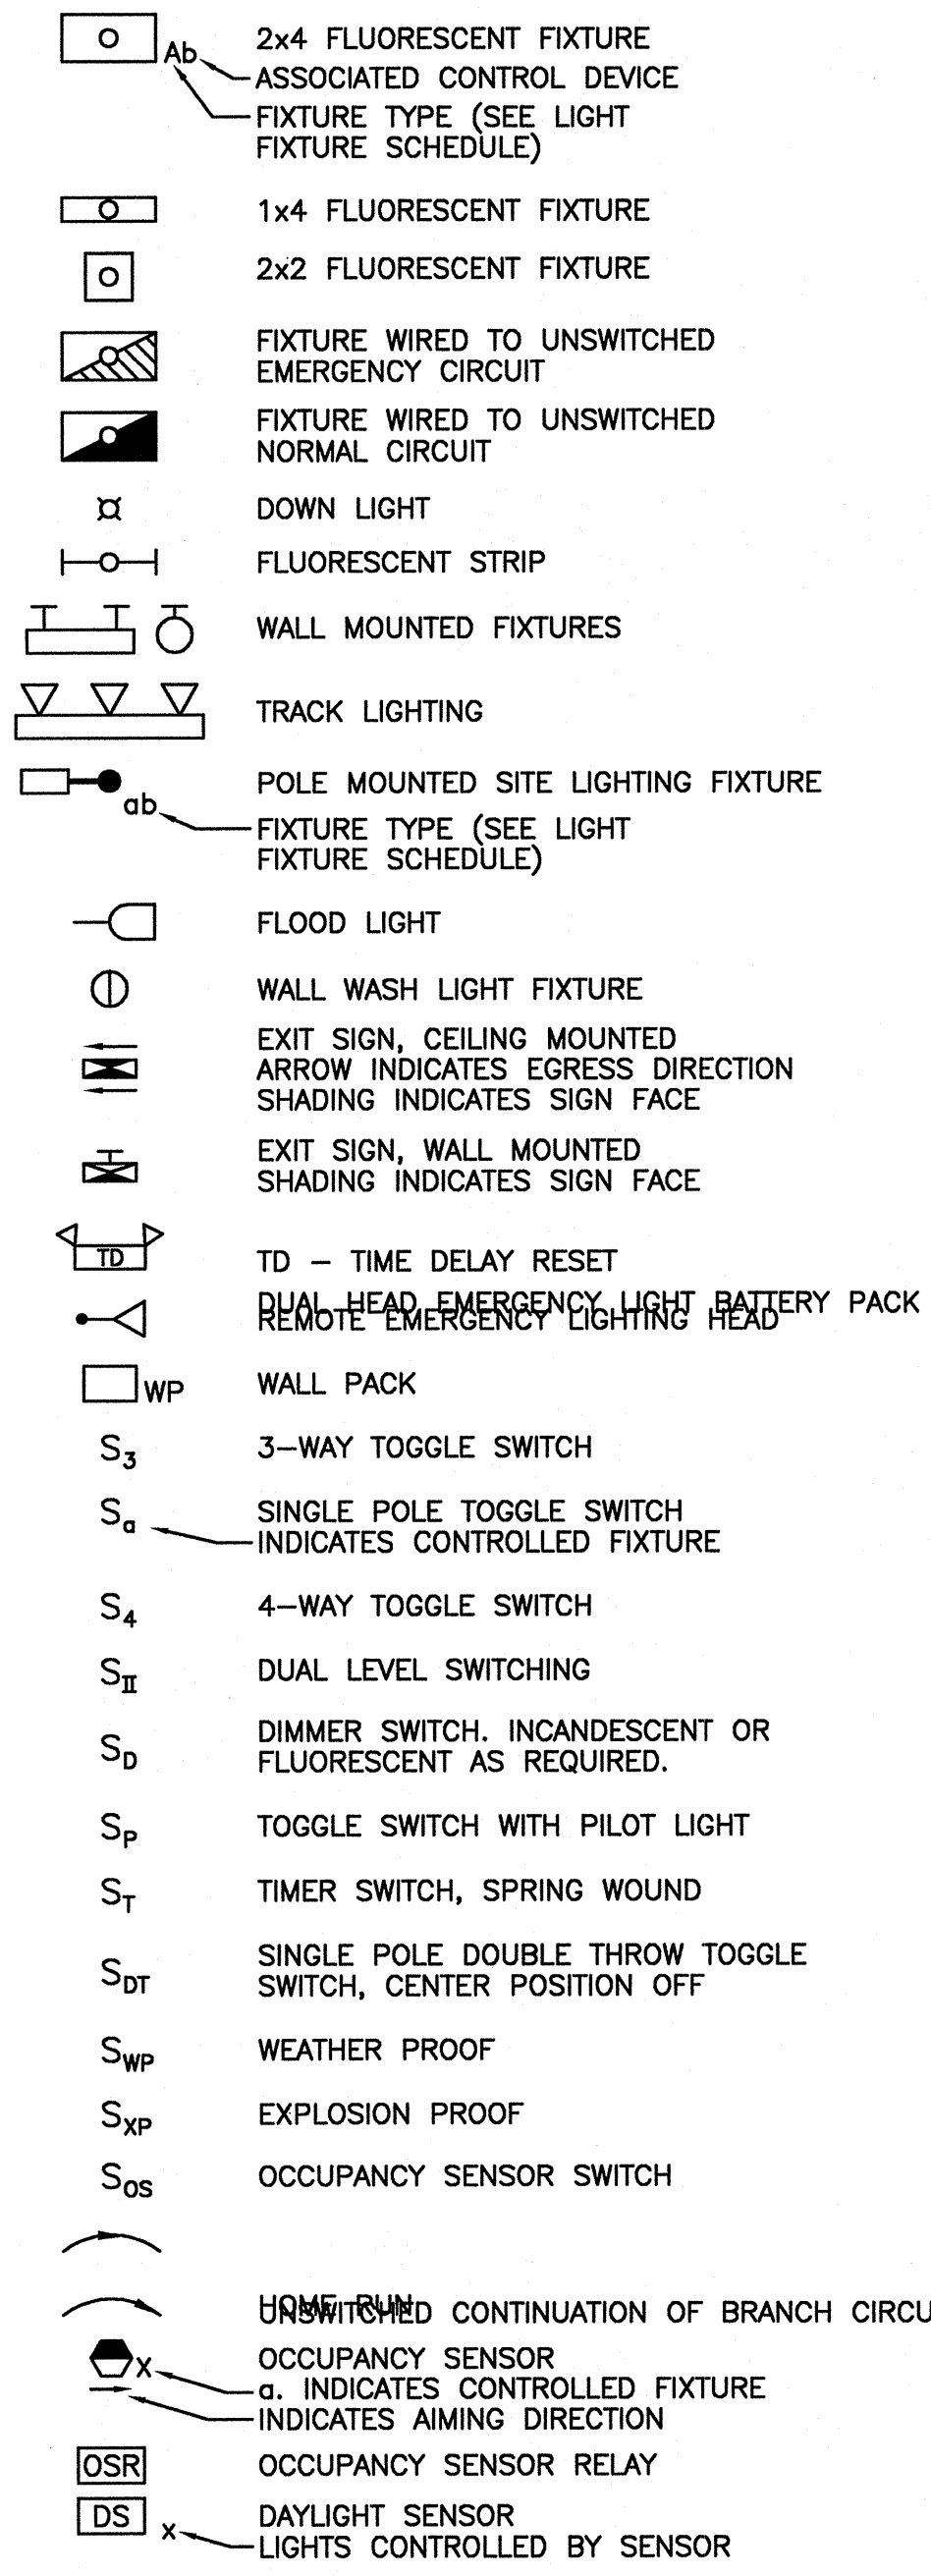 Ab
2x4 FLUORESCENT FIXTURE
ASSOCIATED CONTROL DEVICE
FIXTURE TYPE (SEE LIGHT
FIXTURE SCHEDULE)
1x4 FLUORESCENT FIXTURE
2x2 FLUORESCENT FIXTURE
FIXTURE WIRED TO UNSWITCHED
EMERGENCY CIRCUIT
FIXTURE WIRED TO UNSWITCHED
NORMAL CIRCUIT
DOWN LIGHT
FLUORESCENT STRIP
WALL MOUNTED FIXTURES
TRACK LIGHTING
POLE MOUNTED SITE LIGHTING FIXTURE
ab
FIXTURE TYPE (SEE LIGHT
FIXTURE SCHEDULE)
FLOOD LIGHT
WALL WASH LIGHT FIXTURE
EXIT SIGN, CEILING MOUNTED
ARROW INDICATES EGRESS DIRECTION
SHADING INDICATES SIGN FACE
EXIT SIGN, WALL MOUNTED
SHADING INDICATES SIGN FACE
TD TD – TIME DELAY RESET
DUAL HEAD EMERGENCY LIGHT BATTERY PACK
REMOTE EMERGENCY LIGHTING HEAD
WP WALL PACK
S3 3–WAY TOGGLE SWITCH
Sa SINGLE POLE TOGGLE SWITCH
INDICATES CONTROLLED FIXTURE
S4 4–WAY TOGGLE SWITCH
SII DUAL LEVEL SWITCHING
SD DIMMER SWITCH. INCANDESCENT OR
FLUORESCENT AS REQUIRED.
SP TOGGLE SWITCH WITH PILOT LIGHT
ST TIMER SWITCH, SPRING WOUND
SDT SINGLE POLE DOUBLE THROW TOGGLE
SWITCH, CENTER POSITION OFF
SWP WEATHER PROOF
SXP EXPLOSION PROOF
SOS OCCUPANCY SENSOR SWITCH
HOME RUN
UNSWITCHED CONTINUATION OF BRANCH CIRCU
X OCCUPANCY SENSOR
a. INDICATES CONTROLLED FIXTURE
INDICATES AIMING DIRECTION
OSR OCCUPANCY SENSOR RELAY
DS DAYLIGHT SENSOR
x LIGHTS CONTROLLED BY SENSOR